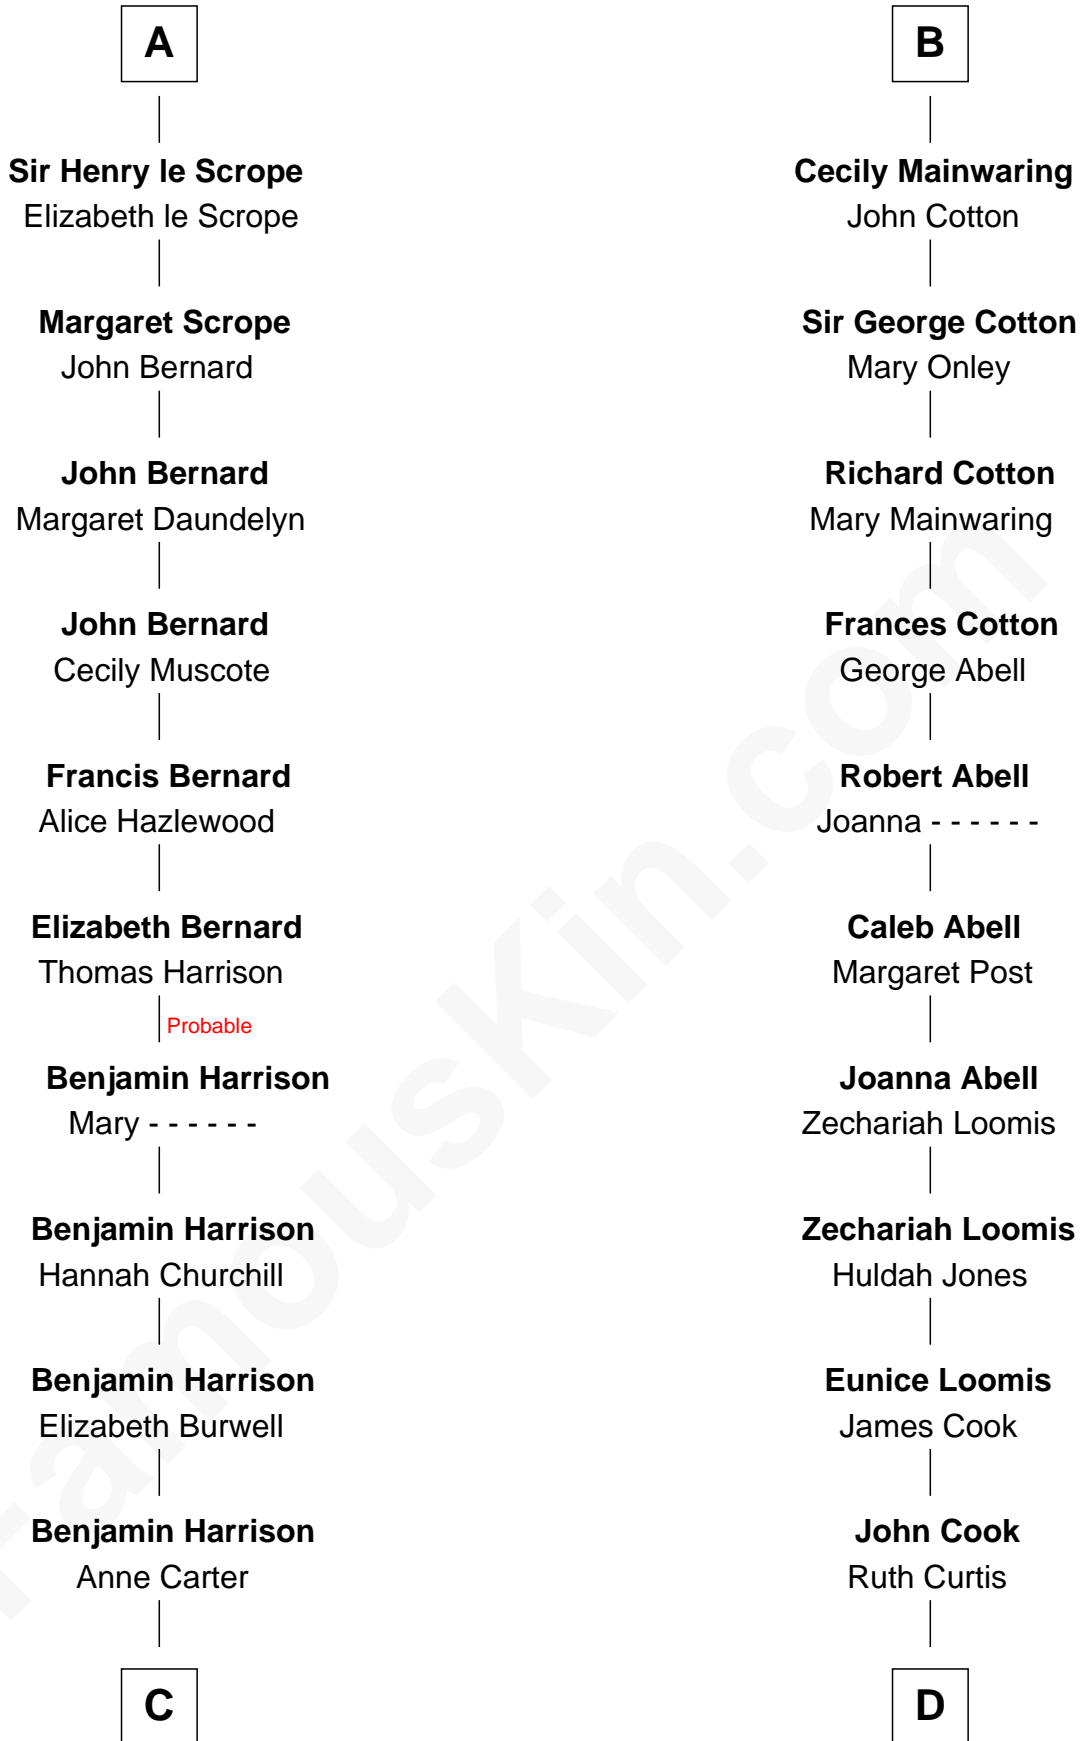 A
Sir Henry le Scrope
Elizabeth le Scrope
Margaret Scrope
John Bernard
John Bernard
Margaret Daundelyn
John Bernard
Cecily Muscote
Francis Bernard
Alice Hazlewood
Elizabeth Bernard
Thomas Harrison
Probable
Benjamin Harrison
Mary - - - - - -
Benjamin Harrison
Hannah Churchill
Benjamin Harrison
Elizabeth Burwell
Benjamin Harrison
Anne Carter
C
B
Cecily Mainwaring
John Cotton
Sir George Cotton
Mary Onley
Richard Cotton
Mary Mainwaring
Frances Cotton
George Abell
Robert Abell
Joanna - - - - - -
Caleb Abell
Margaret Post
Joanna Abell
Zechariah Loomis
Zechariah Loomis
Huldah Jones
Eunice Loomis
James Cook
John Cook
Ruth Curtis
D
FamousKin.com